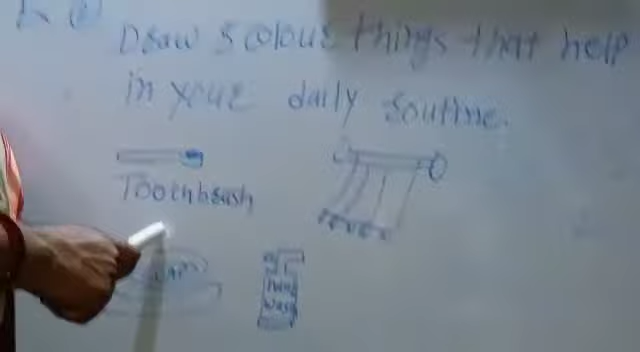 Draw 5 colour things that help
in your daily routine.
Toothbrush
Hand
Wash